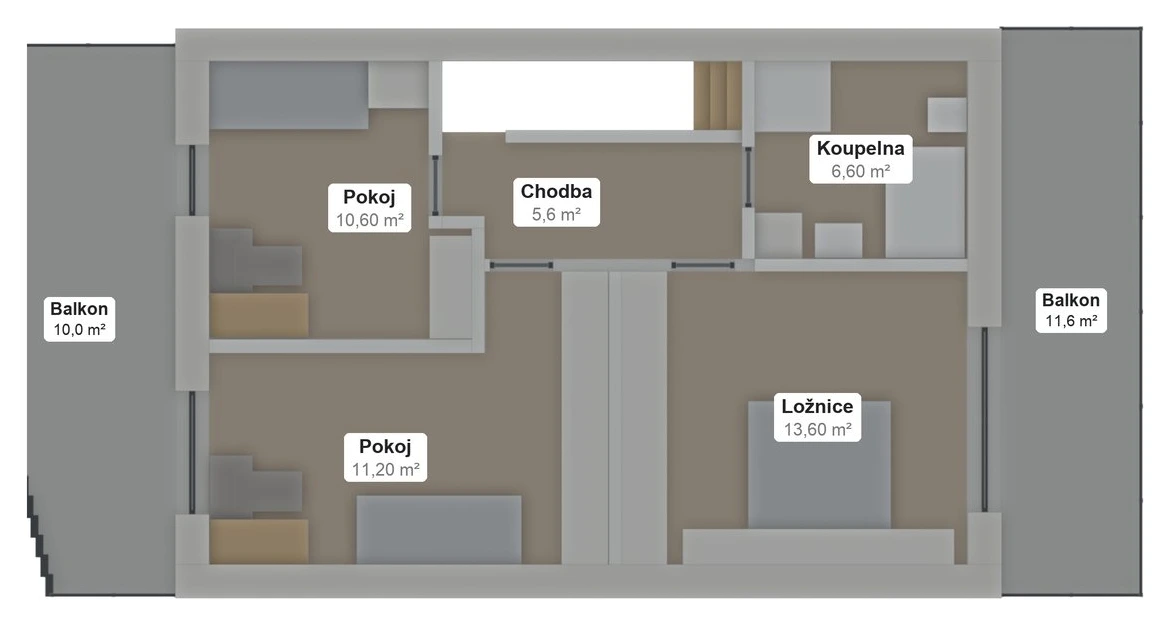 Koupelna
6,60 m²
Pokoj
10,60 m²
Chodba
5,6 m²
Balkon
10,0 m²
Balkon
11,6 m²
Ložnice
13,60 m²
Pokoj
11,20 m²